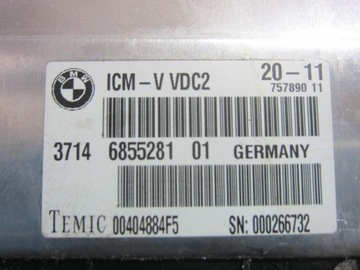 BMW
ICM-V VDC2
20-11
757890 11
3714 6855281 01 GERMANY
TEMIC 00404884F5 SN: 000266732